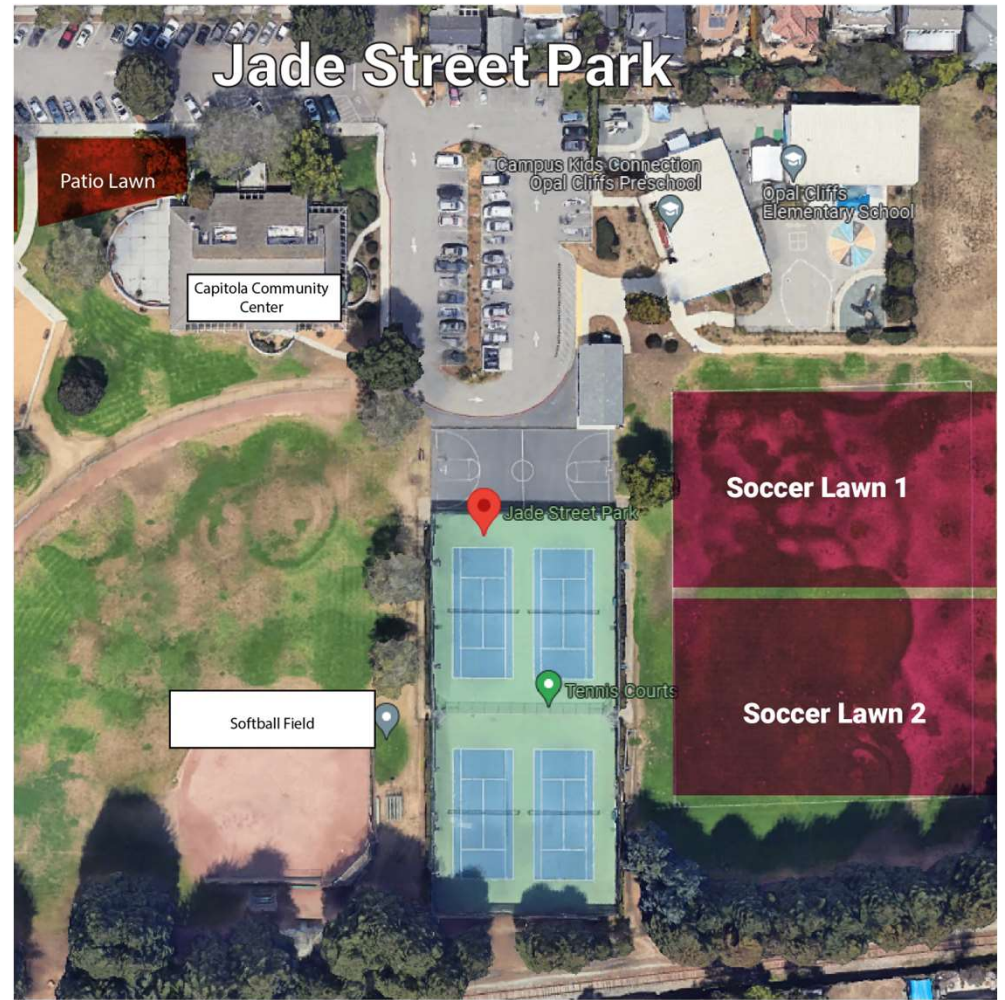 Jade Street Park
Patio Lawn
Campus Kids Connection
Opal Cliffs Preschool
Opal Cliffs
Elementary School
Capitola Community
Center
Soccer Lawn 1
Jade Street Park
Tennis Courts
Softball Field
Soccer Lawn 2